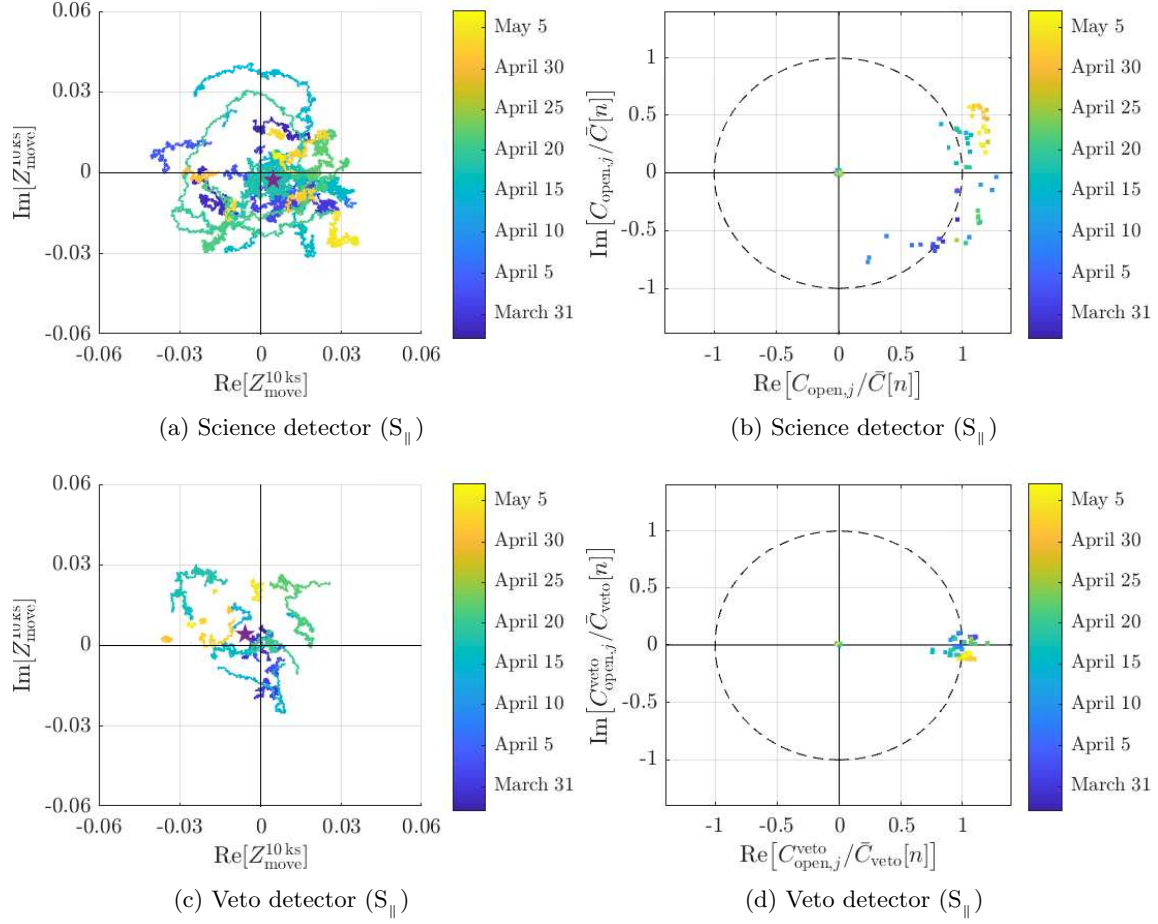 0.06
0.03
0
-0.03
-0.06
-0.06
-0.03
0
0.03
0.06
Im[Z_move^{10 ks}]
Re[Z_move^{10 ks}]
May 5
April 30
April 25
April 20
April 15
April 10
April 5
March 31
(a) Science detector (S_∥)
1
0.5
0
-0.5
-1
-1
-0.5
0
0.5
1
Im[C_{open,j}/C̄[n]]
Re[C_{open,j}/C̄[n]]
May 5
April 30
April 25
April 20
April 15
April 10
April 5
March 31
(b) Science detector (S_∥)
0.06
0.03
0
-0.03
-0.06
-0.06
-0.03
0
0.03
0.06
Im[Z_move^{10 ks}]
Re[Z_move^{10 ks}]
May 5
April 30
April 25
April 20
April 15
April 10
April 5
March 31
(c) Veto detector (S_∥)
1
0.5
0
-0.5
-1
-1
-0.5
0
0.5
1
Im[C_{open,j}^{veto}/C̄_veto[n]]
Re[C_{open,j}^{veto}/C̄_veto[n]]
May 5
April 30
April 25
April 20
April 15
April 10
April 5
March 31
(d) Veto detector (S_∥)